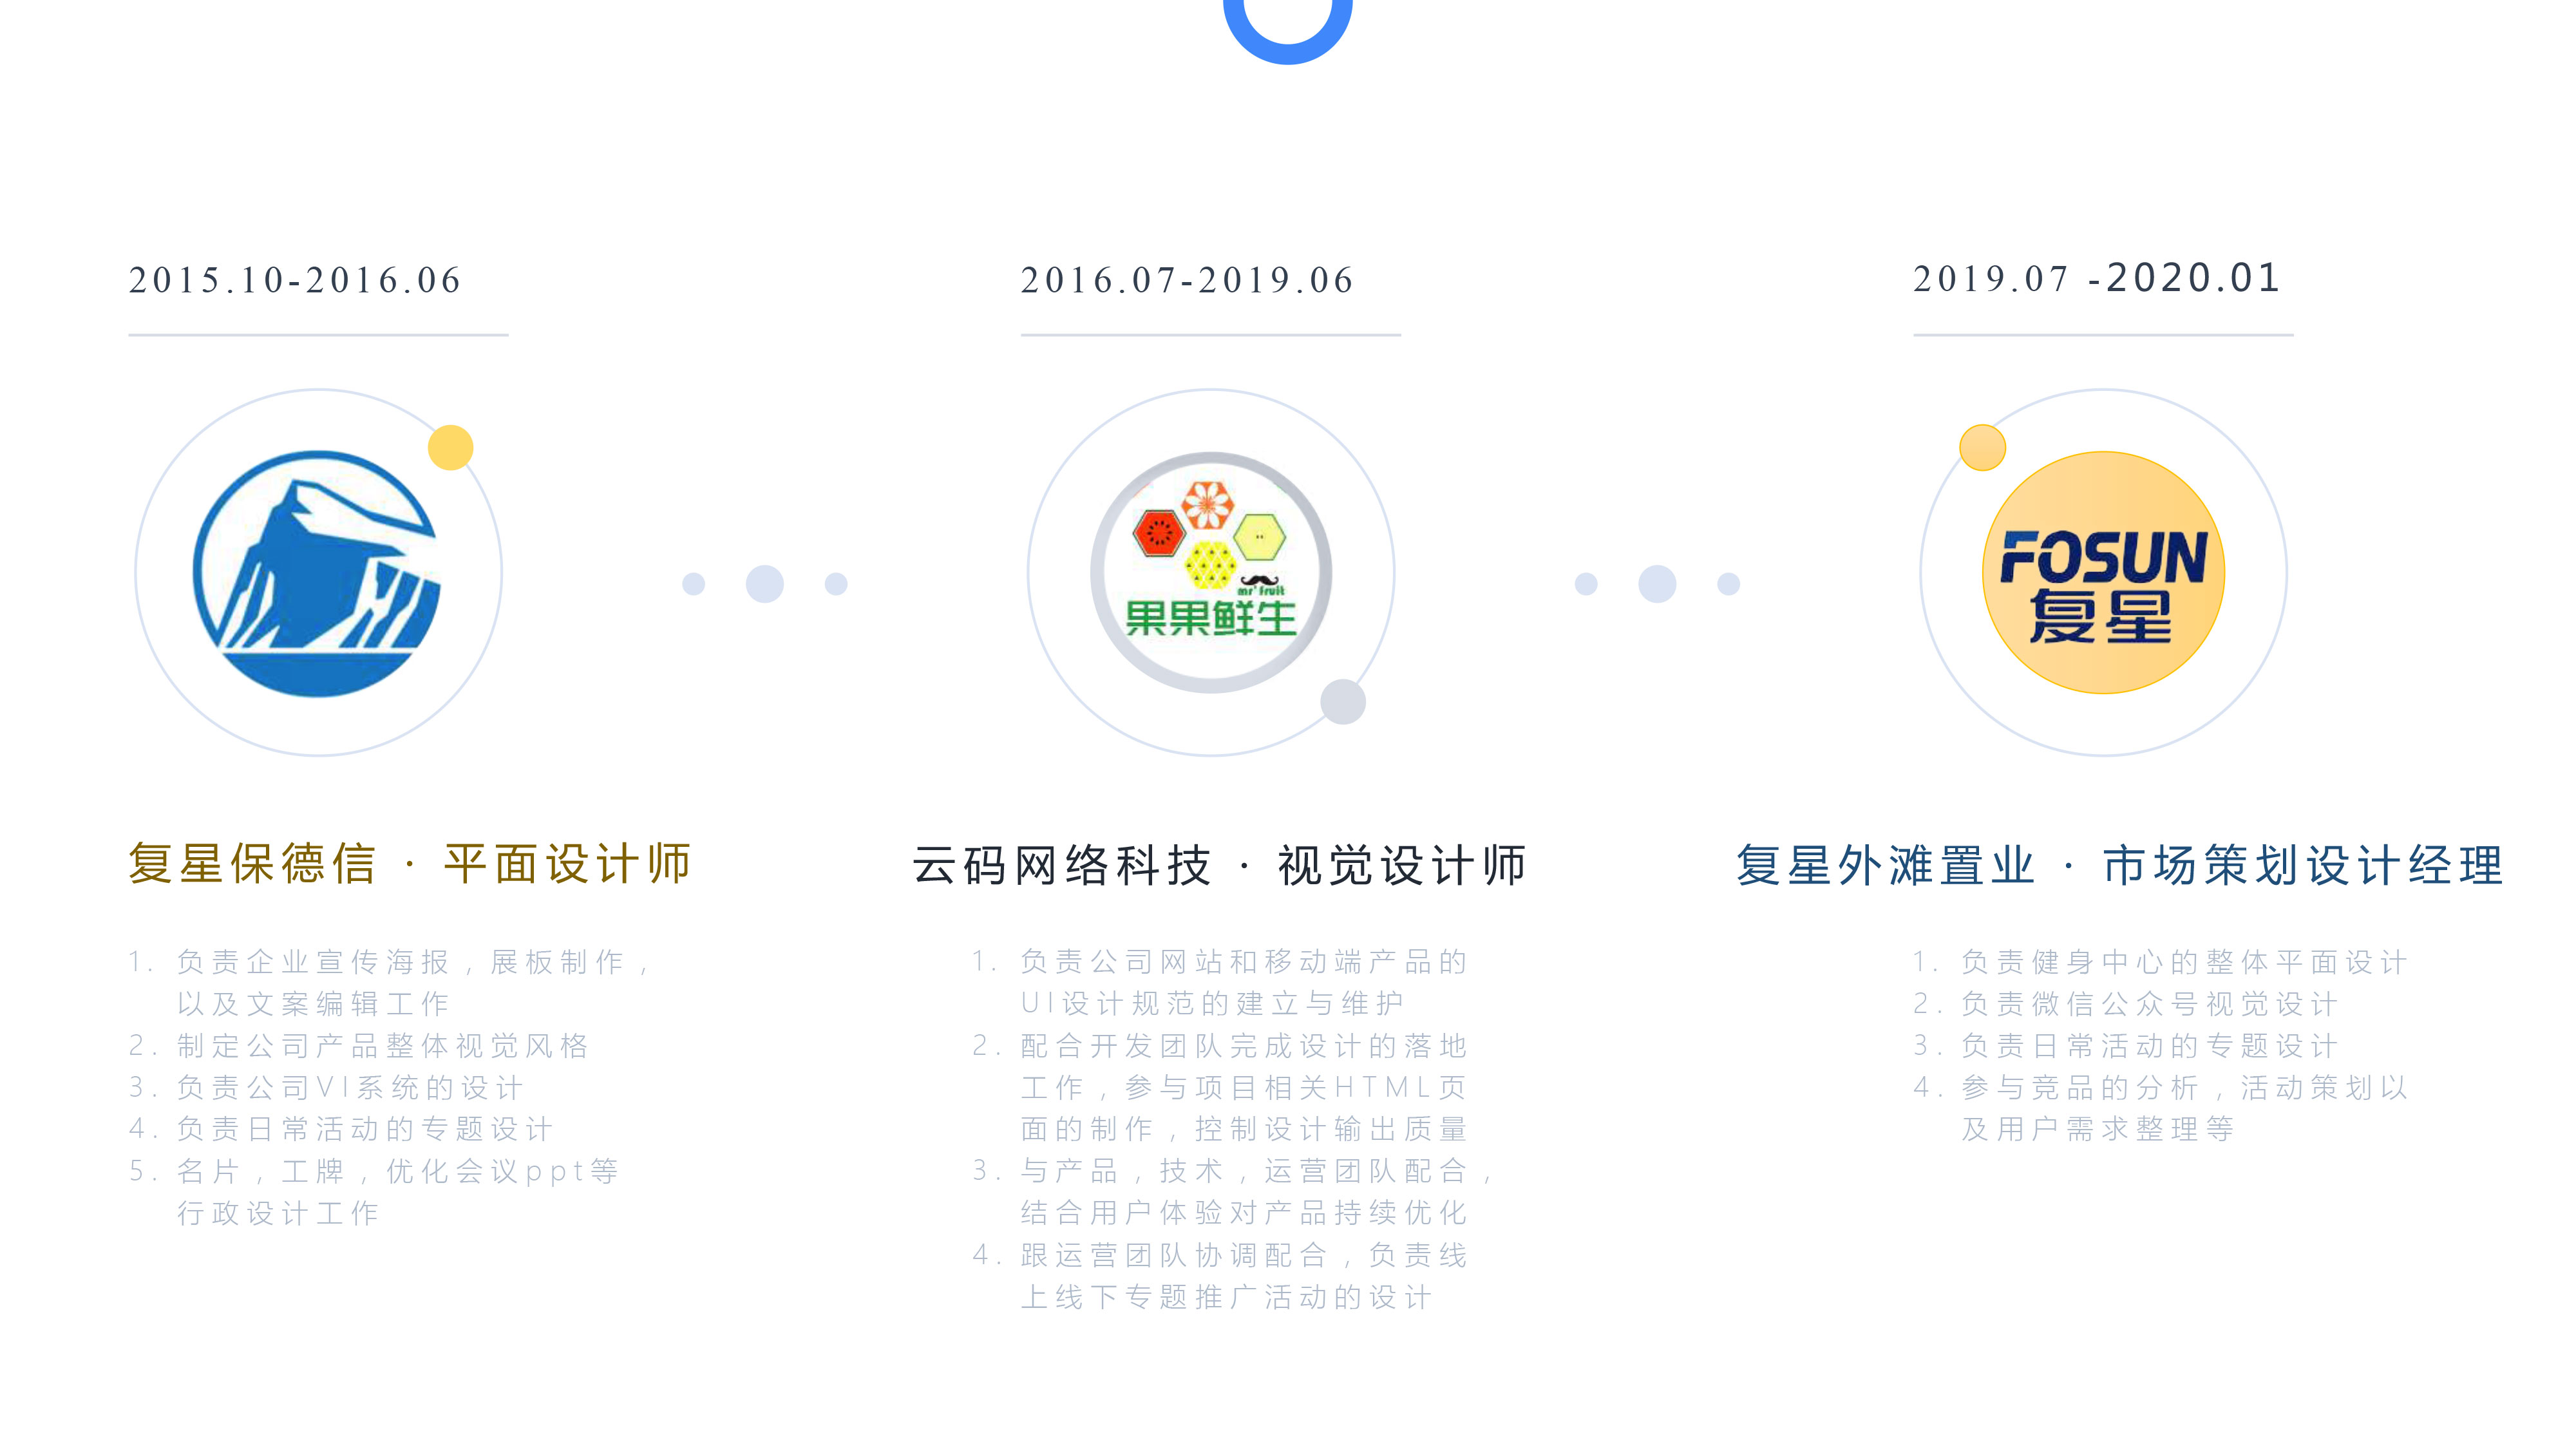 2015.10-2016.06
复星保德信 · 平面设计师
1. 负责企业宣传海报，展板制作，
以及文案编辑工作
2. 制定公司产品整体视觉风格
3. 负责公司VI系统的设计
4. 负责日常活动的专题设计
5. 名片，工牌，优化会议ppt等
行政设计工作
2016.07-2019.06
mr'fruit
果果鲜生
云码网络科技 · 视觉设计师
1. 负责公司网站和移动端产品的
UI设计规范的建立与维护
2. 配合开发团队完成设计的落地
工作，参与项目相关HTML页
面的制作，控制设计输出质量
3. 与产品，技术，运营团队配合，
结合用户体验对产品持续优化
4. 跟运营团队协调配合，负责线
上线下专题推广活动的设计
2019.07 -2020.01
FOSUN
复星
复星外滩置业 · 市场策划设计经理
1. 负责健身中心的整体平面设计
2. 负责微信公众号视觉设计
3. 负责日常活动的专题设计
4. 参与竞品的分析，活动策划以
及用户需求整理等